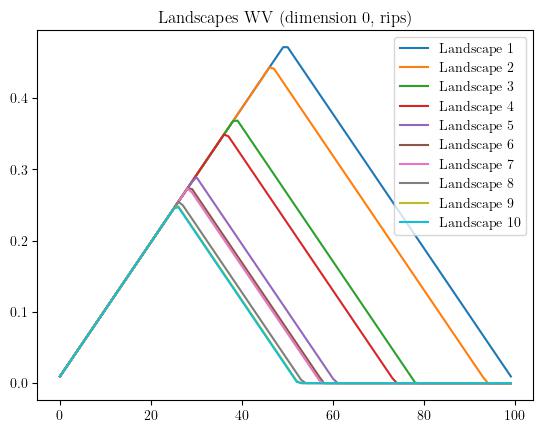 Landscapes WV (dimension 0, rips)
Landscape 1
Landscape 2
Landscape 3
Landscape 4
Landscape 5
Landscape 6
Landscape 7
Landscape 8
Landscape 9
Landscape 10
0.4
0.3
0.2
0.1
0.0
0 20 40 60 80 100